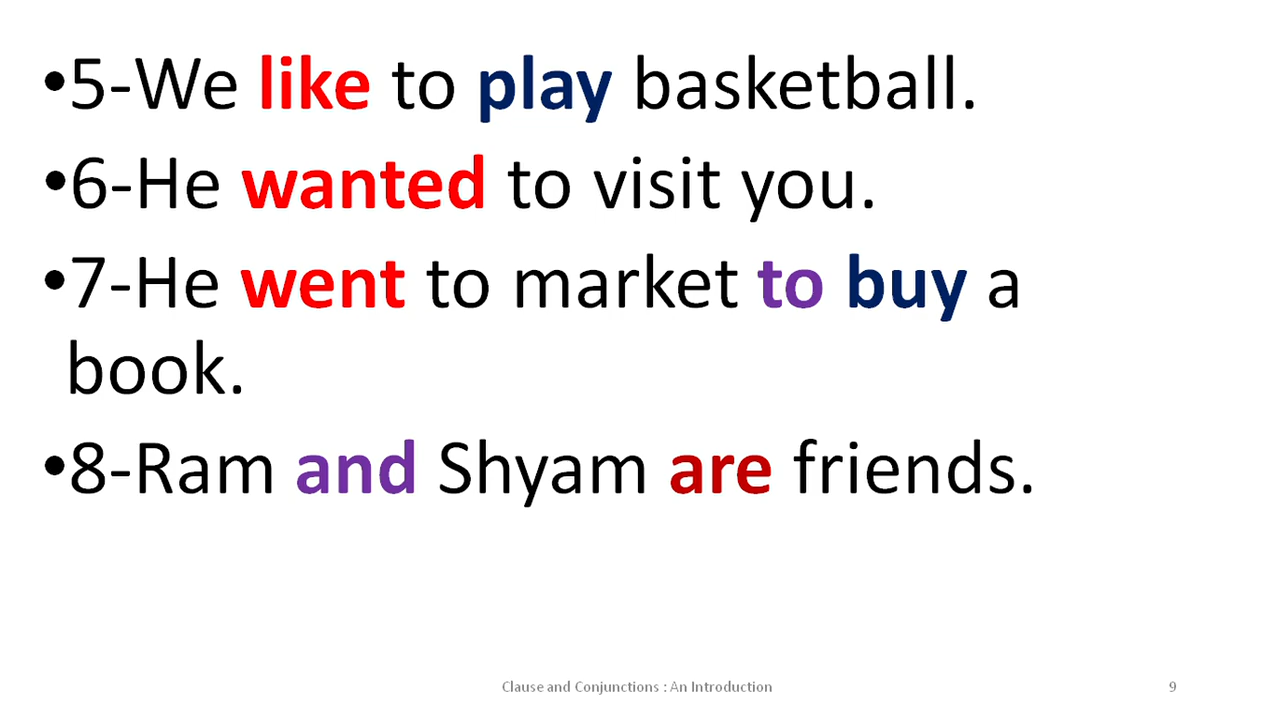 •5-We like to play basketball.
•6-He wanted to visit you.
•7-He went to market to buy a
book.
•8-Ram and Shyam are friends.
Clause and Conjunctions : An Introduction 9